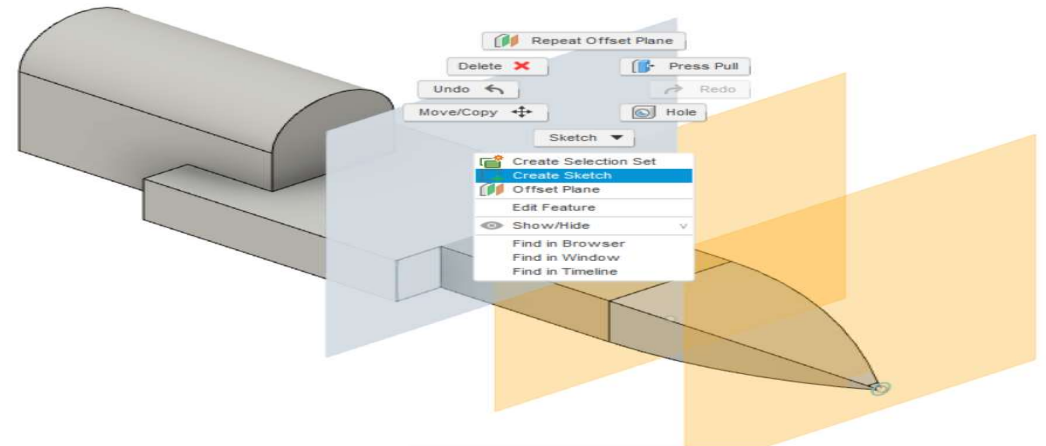 Repeat Offset Plane
Delete
Press Pull
Undo
Redo
Move/Copy
Hole
Sketch
Create Selection Set
Create Sketch
Offset Plane
Edit Feature
Show/Hide v
Find in Browser
Find in Window
Find in Timeline